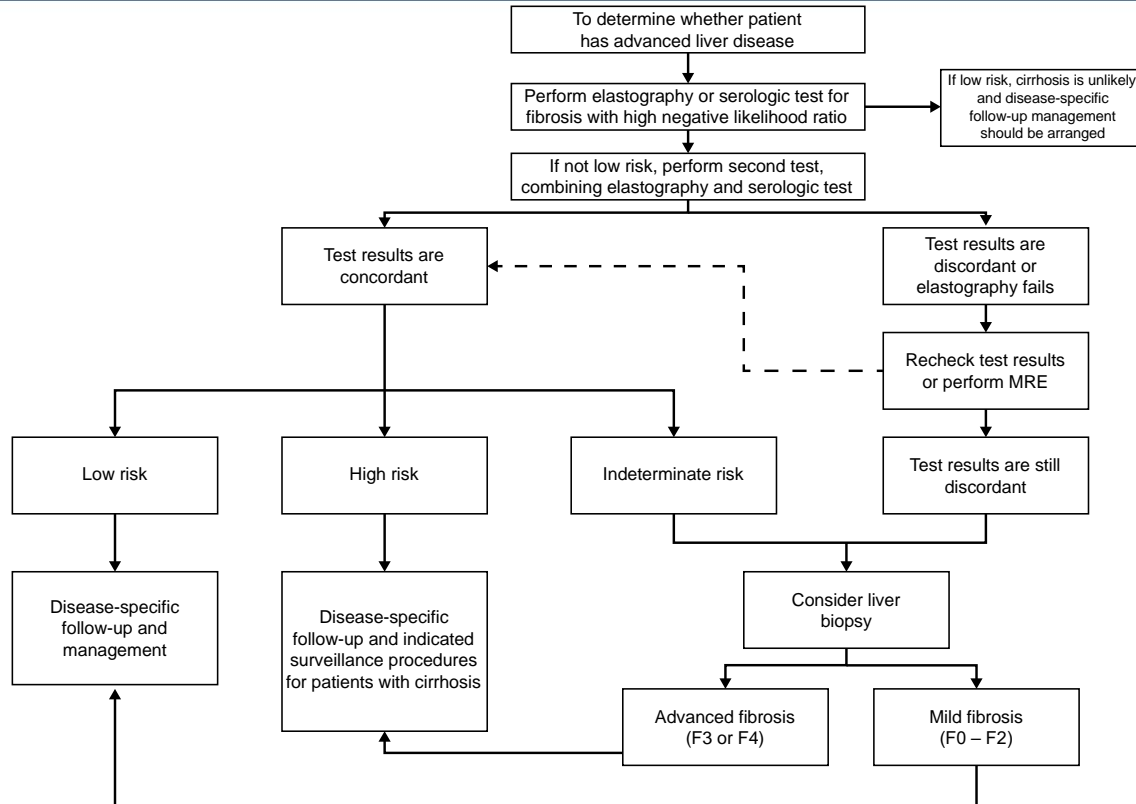 To determine whether patient
has advanced liver disease
Perform elastography or serologic test for
fibrosis with high negative likelihood ratio
If low risk, cirrhosis is unlikely
and disease-specific
follow-up management
should be arranged
If not low risk, perform second test,
combining elastography and serologic test
Test results are
concordant
Test results are
discordant or
elastography fails
Recheck test results
or perform MRE
Low risk
High risk
Indeterminate risk
Test results are still
discordant
Disease-specific
follow-up and
management
Disease-specific
follow-up and indicated
surveillance procedures
for patients with cirrhosis
Consider liver
biopsy
Advanced fibrosis
(F3 or F4)
Mild fibrosis
(F0 – F2)